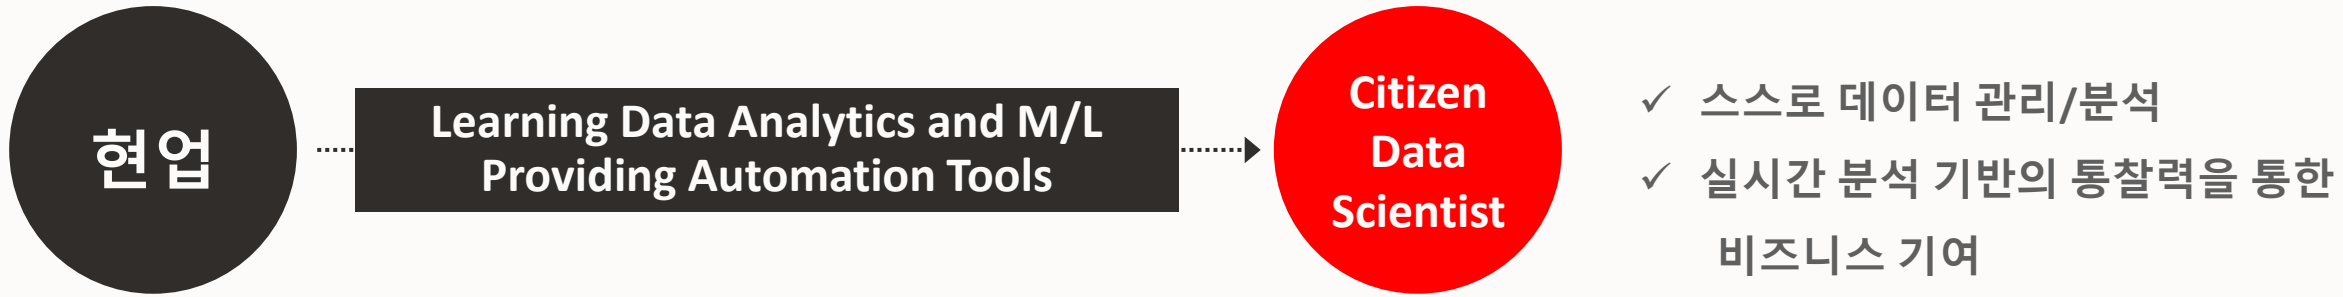 현업
Learning Data Analytics and M/L
Providing Automation Tools
Citizen
Data
Scientist
✓ 스스로 데이터 관리/분석
✓ 실시간 분석 기반의 통찰력을 통한
비즈니스 기여